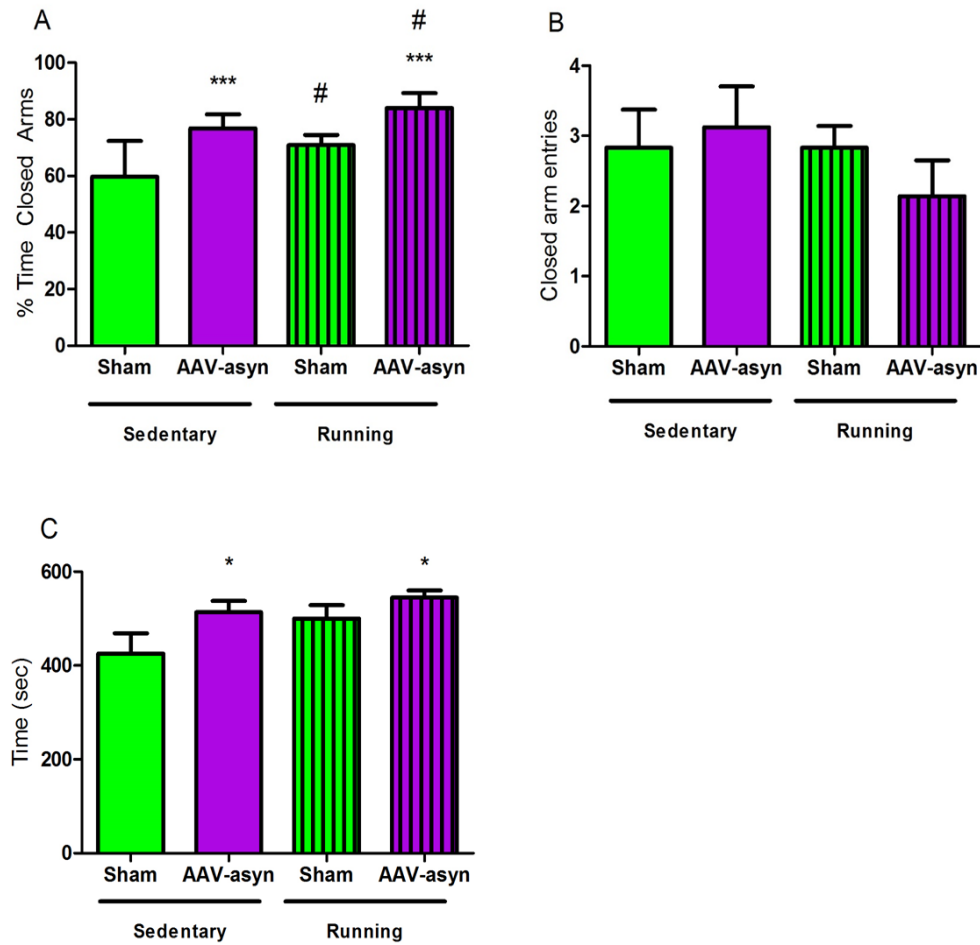 A
#
***
#
***
% Time Closed Arms
100
80
60
40
20
0
Sham AAV-asyn Sham AAV-asyn
Sedentary Running
B
Closed arm entries
4
3
2
1
0
Sham AAV-asyn Sham AAV-asyn
Sedentary Running
C
* *
Time (sec)
600
400
200
0
Sham AAV-asyn Sham AAV-asyn
Sedentary Running